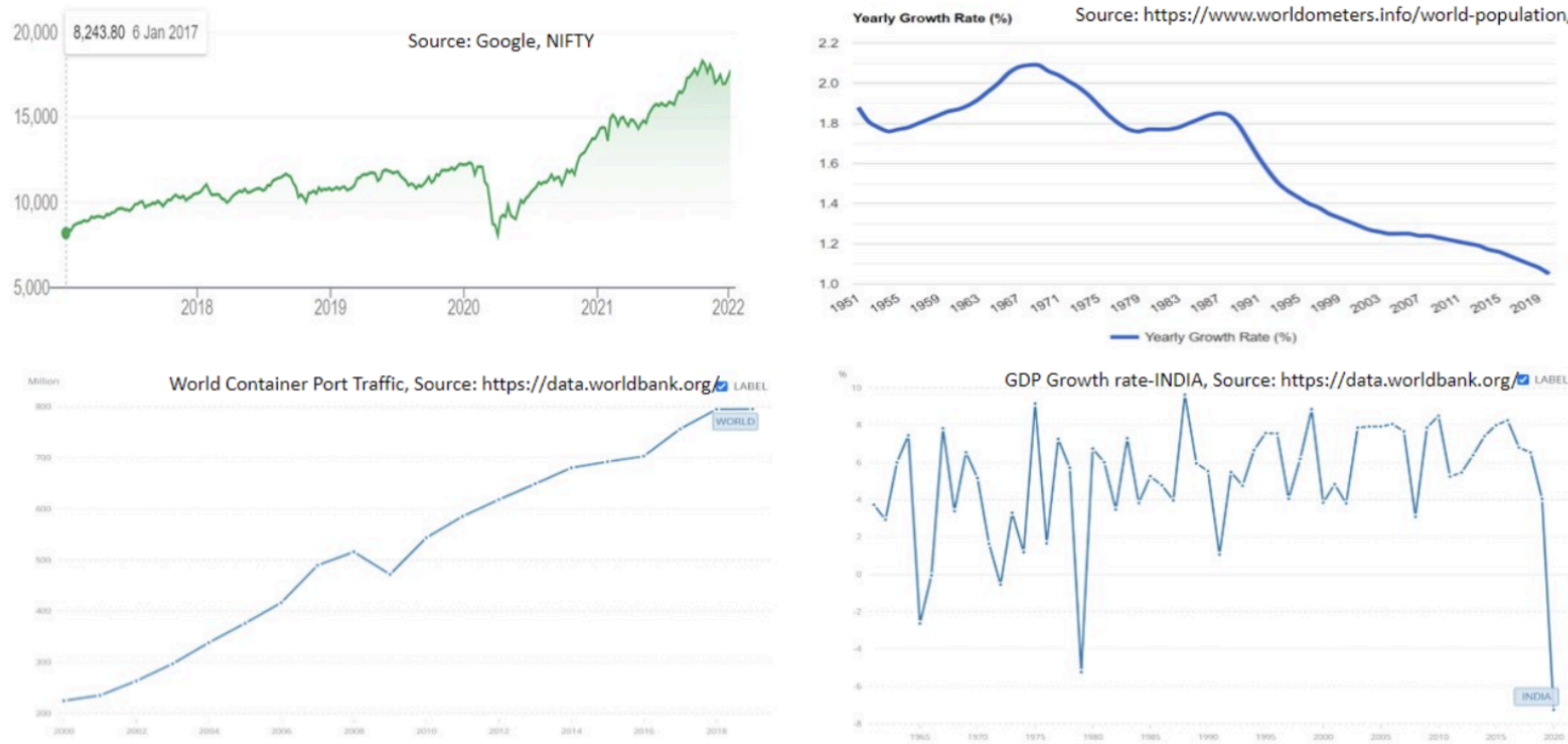 20,000
8,243.80 6 Jan 2017
Source: Google, NIFTY
15,000
10,000
5,000
2018 2019 2020 2021 2022
Yearly Growth Rate (%)
Source: https://www.worldometers.info/world-population/
2.2
2.0
1.8
1.6
1.4
1.2
1.0
1951 1955 1959 1963 1967 1971 1975 1979 1983 1987 1991 1995 1999 2003 2007 2011 2015 2019
Yearly Growth Rate (%)
Million
World Container Port Traffic, Source: https://data.worldbank.org/
LABEL
800
WORLD
700
600
500
400
300
200
2000 2002 2004 2006 2008 2010 2012 2014 2016 2018
%
GDP Growth rate-INDIA, Source: https://data.worldbank.org/
LABEL
10
8
6
4
2
0
-2
-4
-6
INDIA
-8
1965 1970 1975 1980 1985 1990 1995 2000 2005 2010 2015 2020